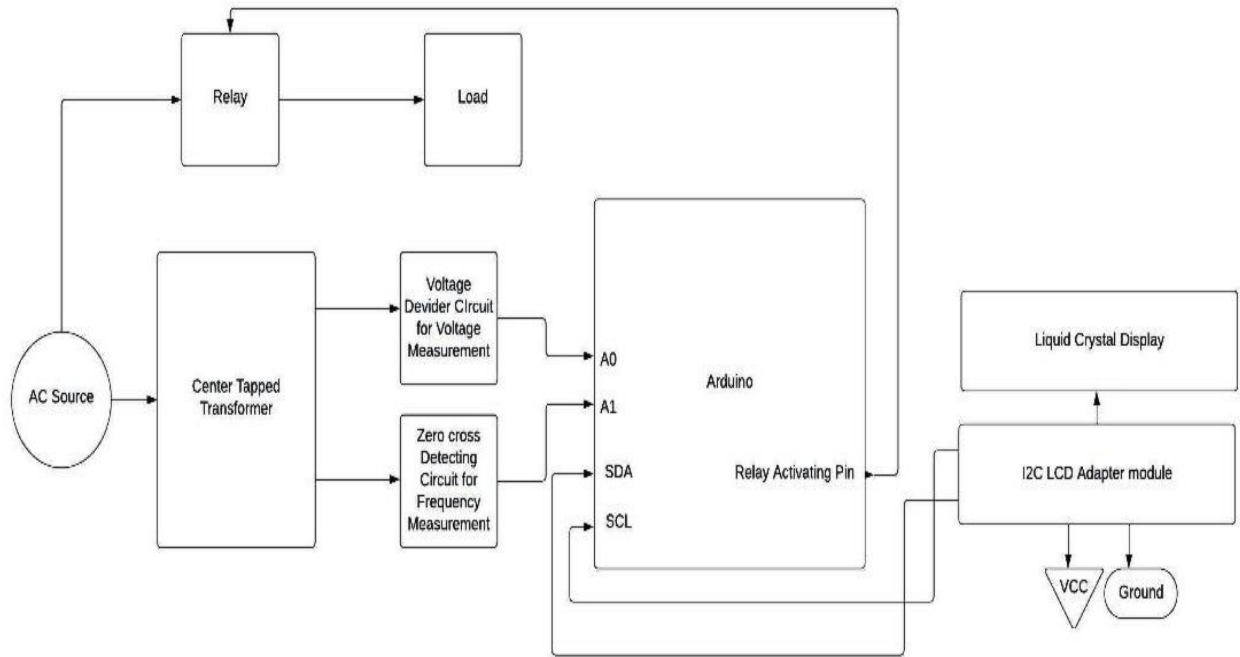 Relay
Load
Voltage
Devider CIrcuit
for Voltage
Measurement
Liquid Crystal Display
A0
Arduino
AC Source
Center Tapped
Transformer
A1
Zero cross
Detecting
Circuit for
Frequency
Measurement
SDA
Relay Activating Pin
I2C LCD Adapter module
SCL
VCC
Ground